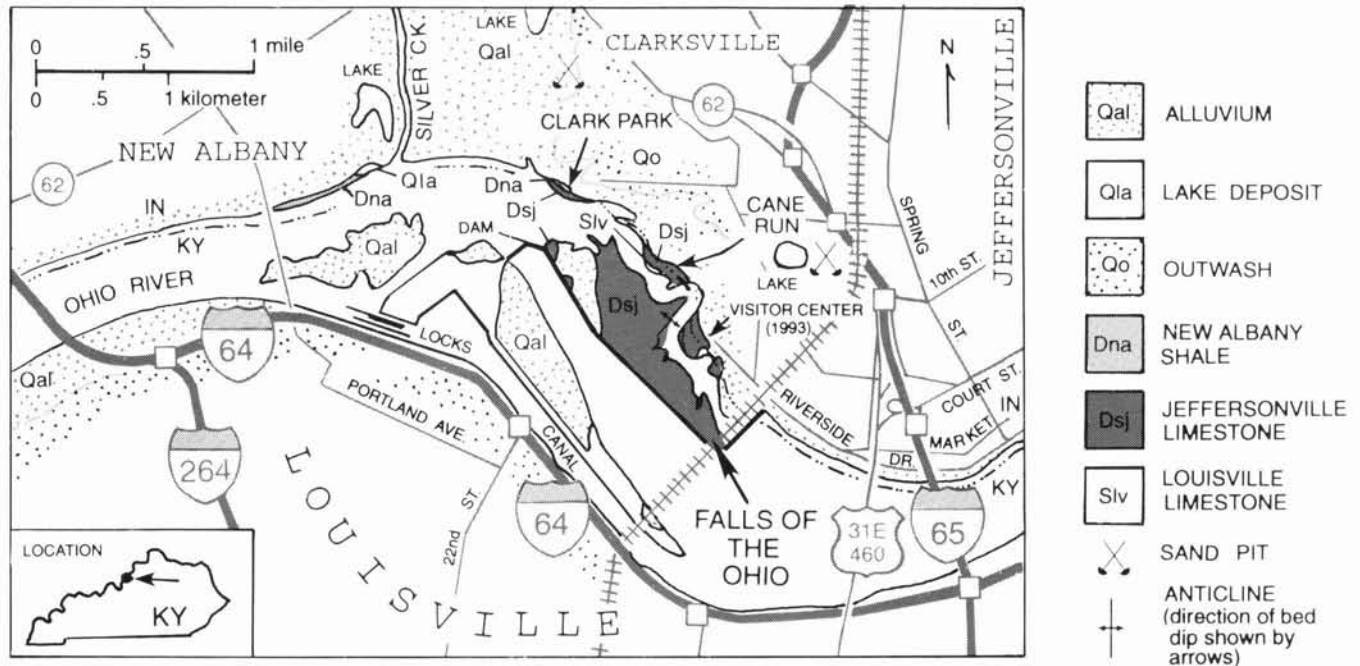 0 .5 1 mile
0 .5 1 kilometer
LAKE
Qal
CLARKSVILLE
JEFFERSONVILLE
N
SILVER CK.
LAKE
62
CLARK PARK
NEW ALBANY
Qo
62
Qla
Dna
Dna
CANE
RUN
IN
KY
Dsj
Slv
Dsj
SPRING
ST.
10th ST.
Qal
DAM
LAKE
OHIO RIVER
Dsj
VISITOR CENTER
(1993)
64
LOCKS
Qal
Qal
PORTLAND AVE.
COURT ST.
IN
RIVERSIDE
DR.
MARKET
KY
264
CANAL
22nd
ST.
64
FALLS OF
THE
OHIO
31E
460
65
LOUISVILLE
LOCATION
KY
Qal ALLUVIUM
Qla LAKE DEPOSIT
Qo OUTWASH
Dna NEW ALBANY
SHALE
Dsj JEFFERSONVILLE
LIMESTONE
Slv LOUISVILLE
LIMESTONE
SAND PIT
ANTICLINE
(direction of bed
dip shown by
arrows)